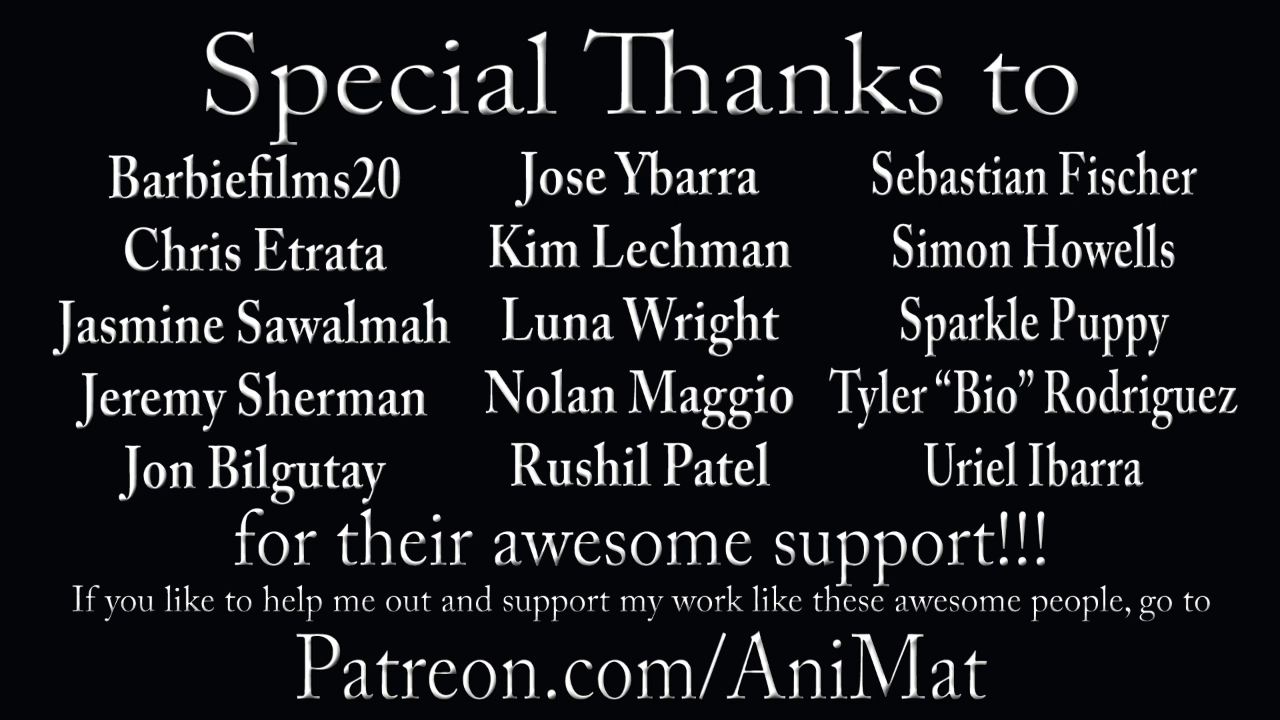 Special Thanks to
Barbiefilms20
Chris Etrata
Jasmine Sawalmah
Jeremy Sherman
Jon Bilgutay
Jose Ybarra
Kim Lechman
Luna Wright
Nolan Maggio
Rushil Patel
Sebastian Fischer
Simon Howells
Sparkle Puppy
Tyler “Bio” Rodriguez
Uriel Ibarra
for their awesome support!!!
If you like to help me out and support my work like these awesome people, go to
Patreon.com/AniMat